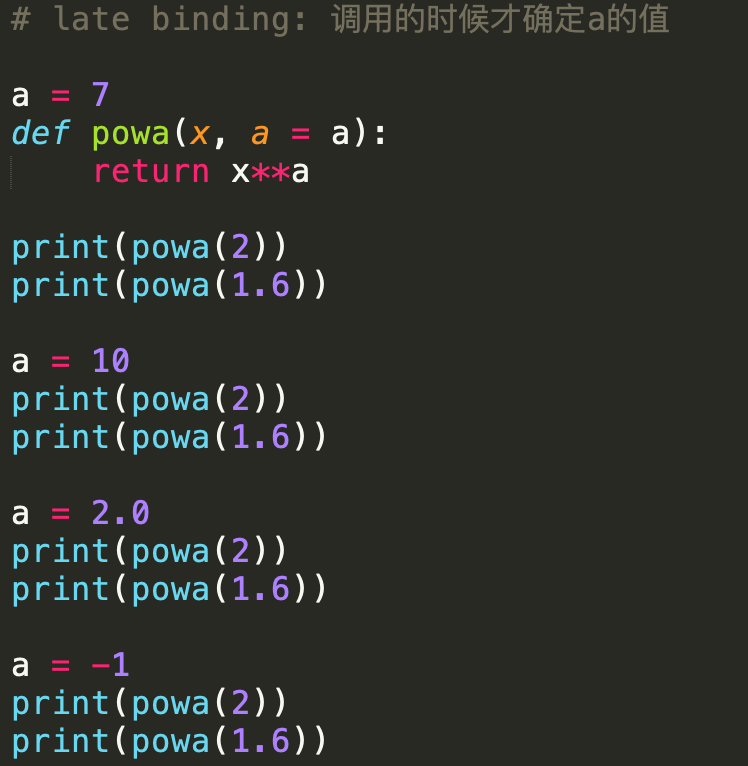 # late binding: 调用的时候才确定a的值
a = 7
def powa(x, a = a):
    return x**a
print(powa(2))
print(powa(1.6))
a = 10
print(powa(2))
print(powa(1.6))
a = 2.0
print(powa(2))
print(powa(1.6))
a = -1
print(powa(2))
print(powa(1.6))